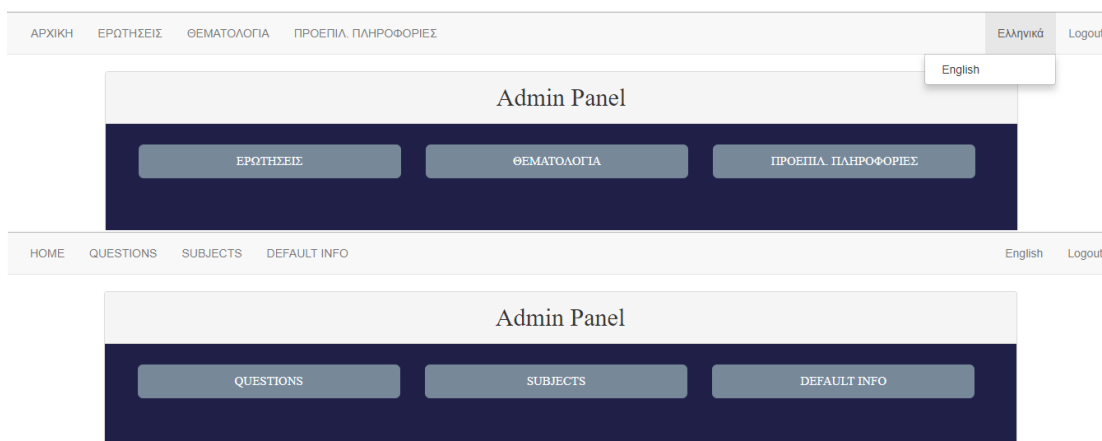 ΑΡΧΙΚΗ ΕΡΩΤΗΣΕΙΣ ΘΕΜΑΤΟΛΟΓΙΑ ΠΡΟΕΠΙΛ. ΠΛΗΡΟΦΟΡΙΕΣ Ελληνικά Logout
English
Admin Panel
ΕΡΩΤΗΣΕΙΣ ΘΕΜΑΤΟΛΟΓΙΑ ΠΡΟΕΠΙΛ. ΠΛΗΡΟΦΟΡΙΕΣ
HOME QUESTIONS SUBJECTS DEFAULT INFO English Logout
Admin Panel
QUESTIONS SUBJECTS DEFAULT INFO